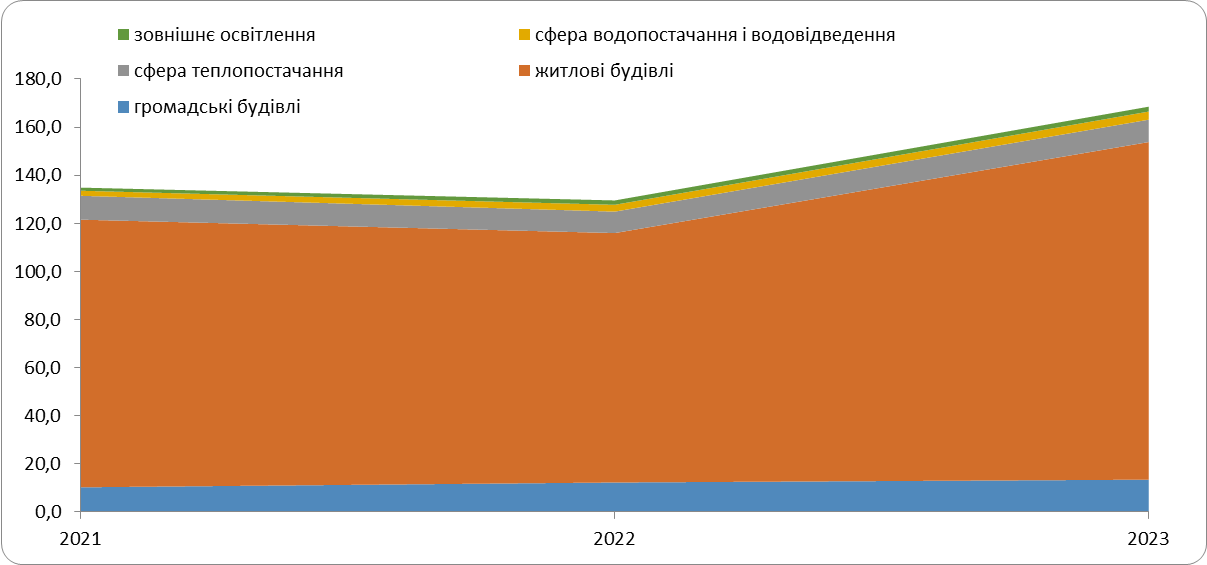 зовнішнє освітлення
сфера водопостачання і водовідведення
сфера теплопостачання
житлові будівлі
громадські будівлі
180,0
160,0
140,0
120,0
100,0
80,0
60,0
40,0
20,0
0,0
2021
2022
2023